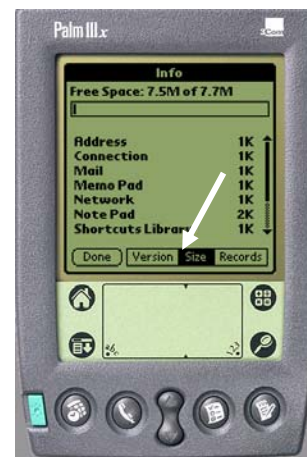 Palm IIIx
3Com
Info
Free Space: 7.5M of 7.7M
Address 1K
Connection 1K
Mail 1K
Memo Pad 1K
Network 1K
Note Pad 2K
Shortcuts Library 1K
Done Version Size Records